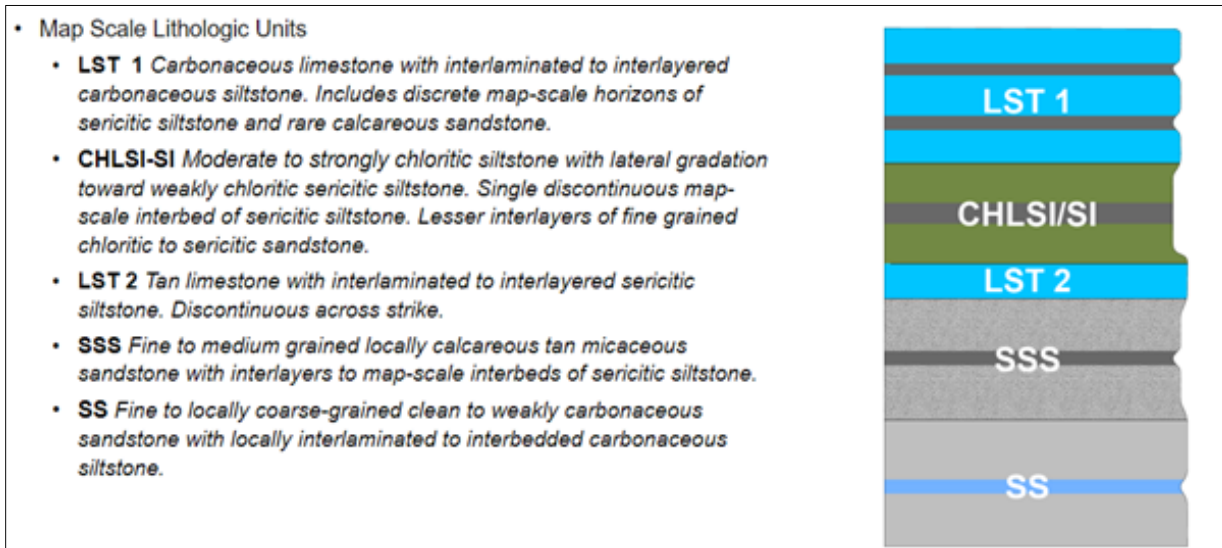 • Map Scale Lithologic Units
• LST 1 Carbonaceous limestone with interlaminated to interlayered
carbonaceous siltstone. Includes discrete map-scale horizons of
sericitic siltstone and rare calcareous sandstone.
• CHLSI-SI Moderate to strongly chloritic siltstone with lateral gradation
toward weakly chloritic sericitic siltstone. Single discontinuous map-
scale interbed of sericitic siltstone. Lesser interlayers of fine grained
chloritic to sericitic sandstone.
• LST 2 Tan limestone with interlaminated to interlayered sericitic
siltstone. Discontinuous across strike.
• SSS Fine to medium grained locally calcareous tan micaceous
sandstone with interlayers to map-scale interbeds of sericitic siltstone.
• SS Fine to locally coarse-grained clean to weakly carbonaceous
sandstone with locally interlaminated to interbedded carbonaceous
siltstone.
LST 1
CHLSI/SI
LST 2
SSS
SS